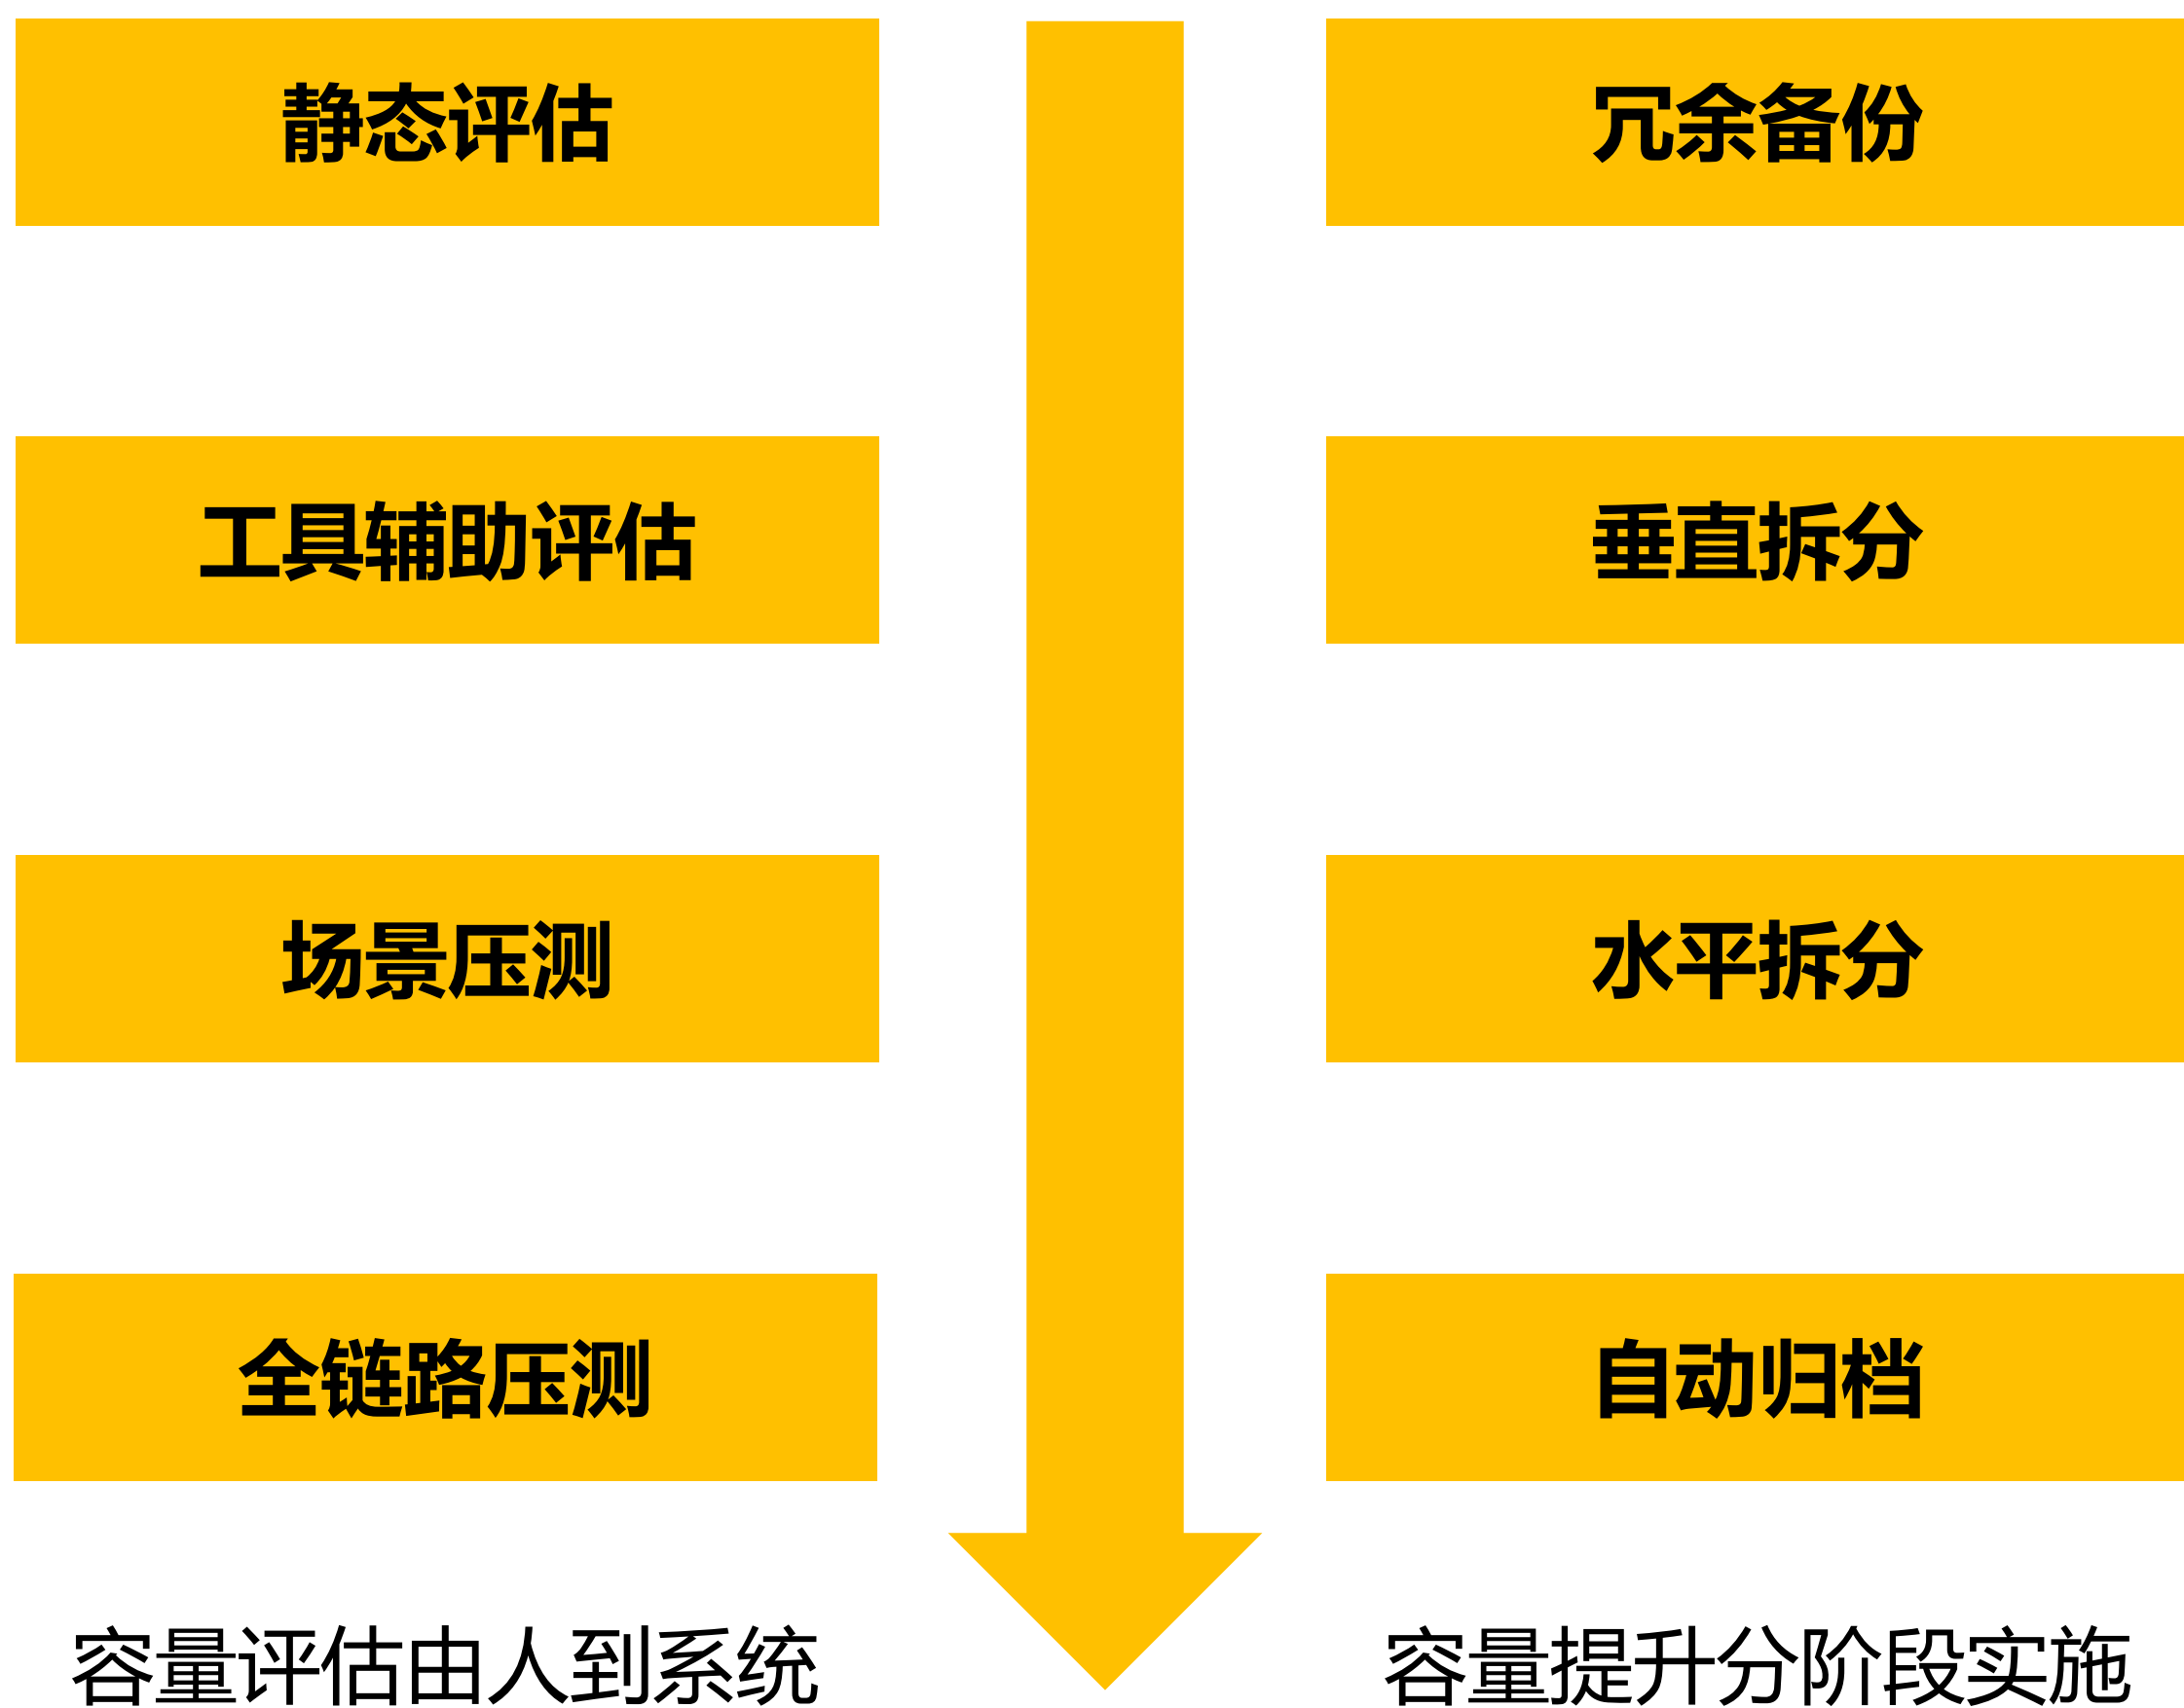 静态评估
冗余备份
工具辅助评估
垂直拆分
场景压测
水平拆分
全链路压测
自动归档
容量评估由人到系统
容量提升分阶段实施